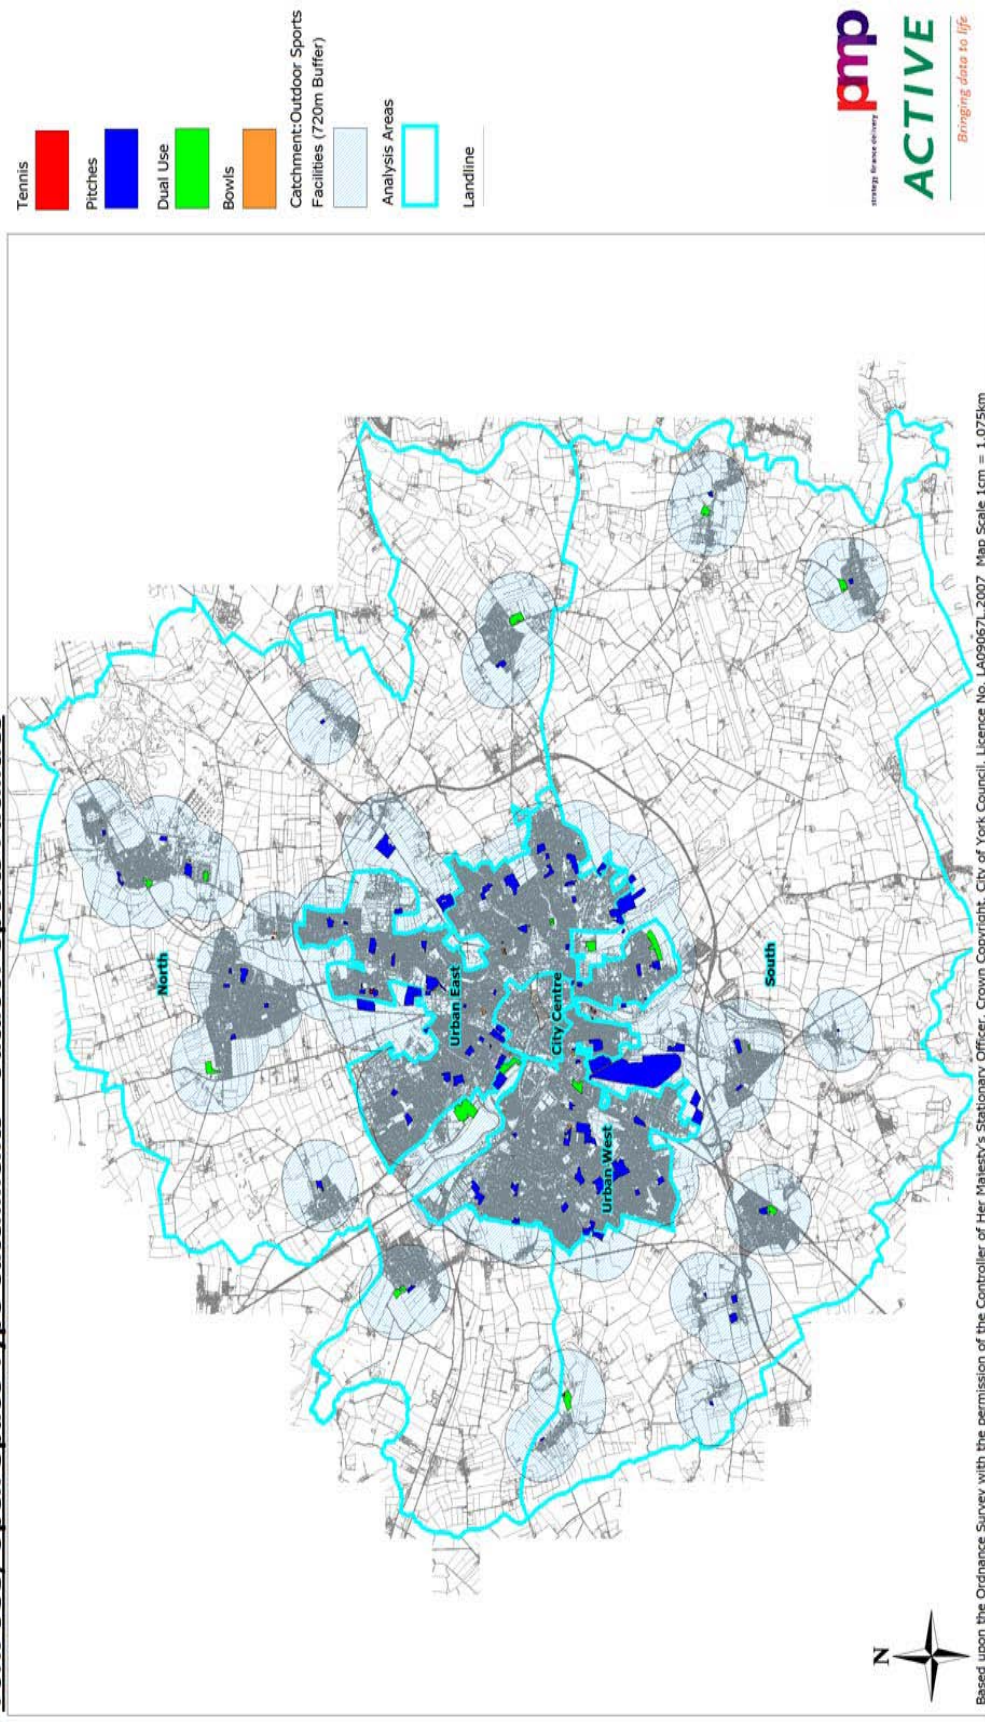 Tennis
Pitches
Dual Use
Bowls
Catchment:Outdoor Sports
Facilities (720m Buffer)
Analysis Areas
Landline
North
Urban East
City Centre
Urban West
South
N
strategy finance delivery
pmp
ACTIVE
Bringing data to life
Based upon the Ordnance Survey with the permission of the Controller of Her Majesty's Stationary Officer. Crown Copyright. City of York Council. Licence No. LA09067L.2007 Map Scale 1cm = 1.075km